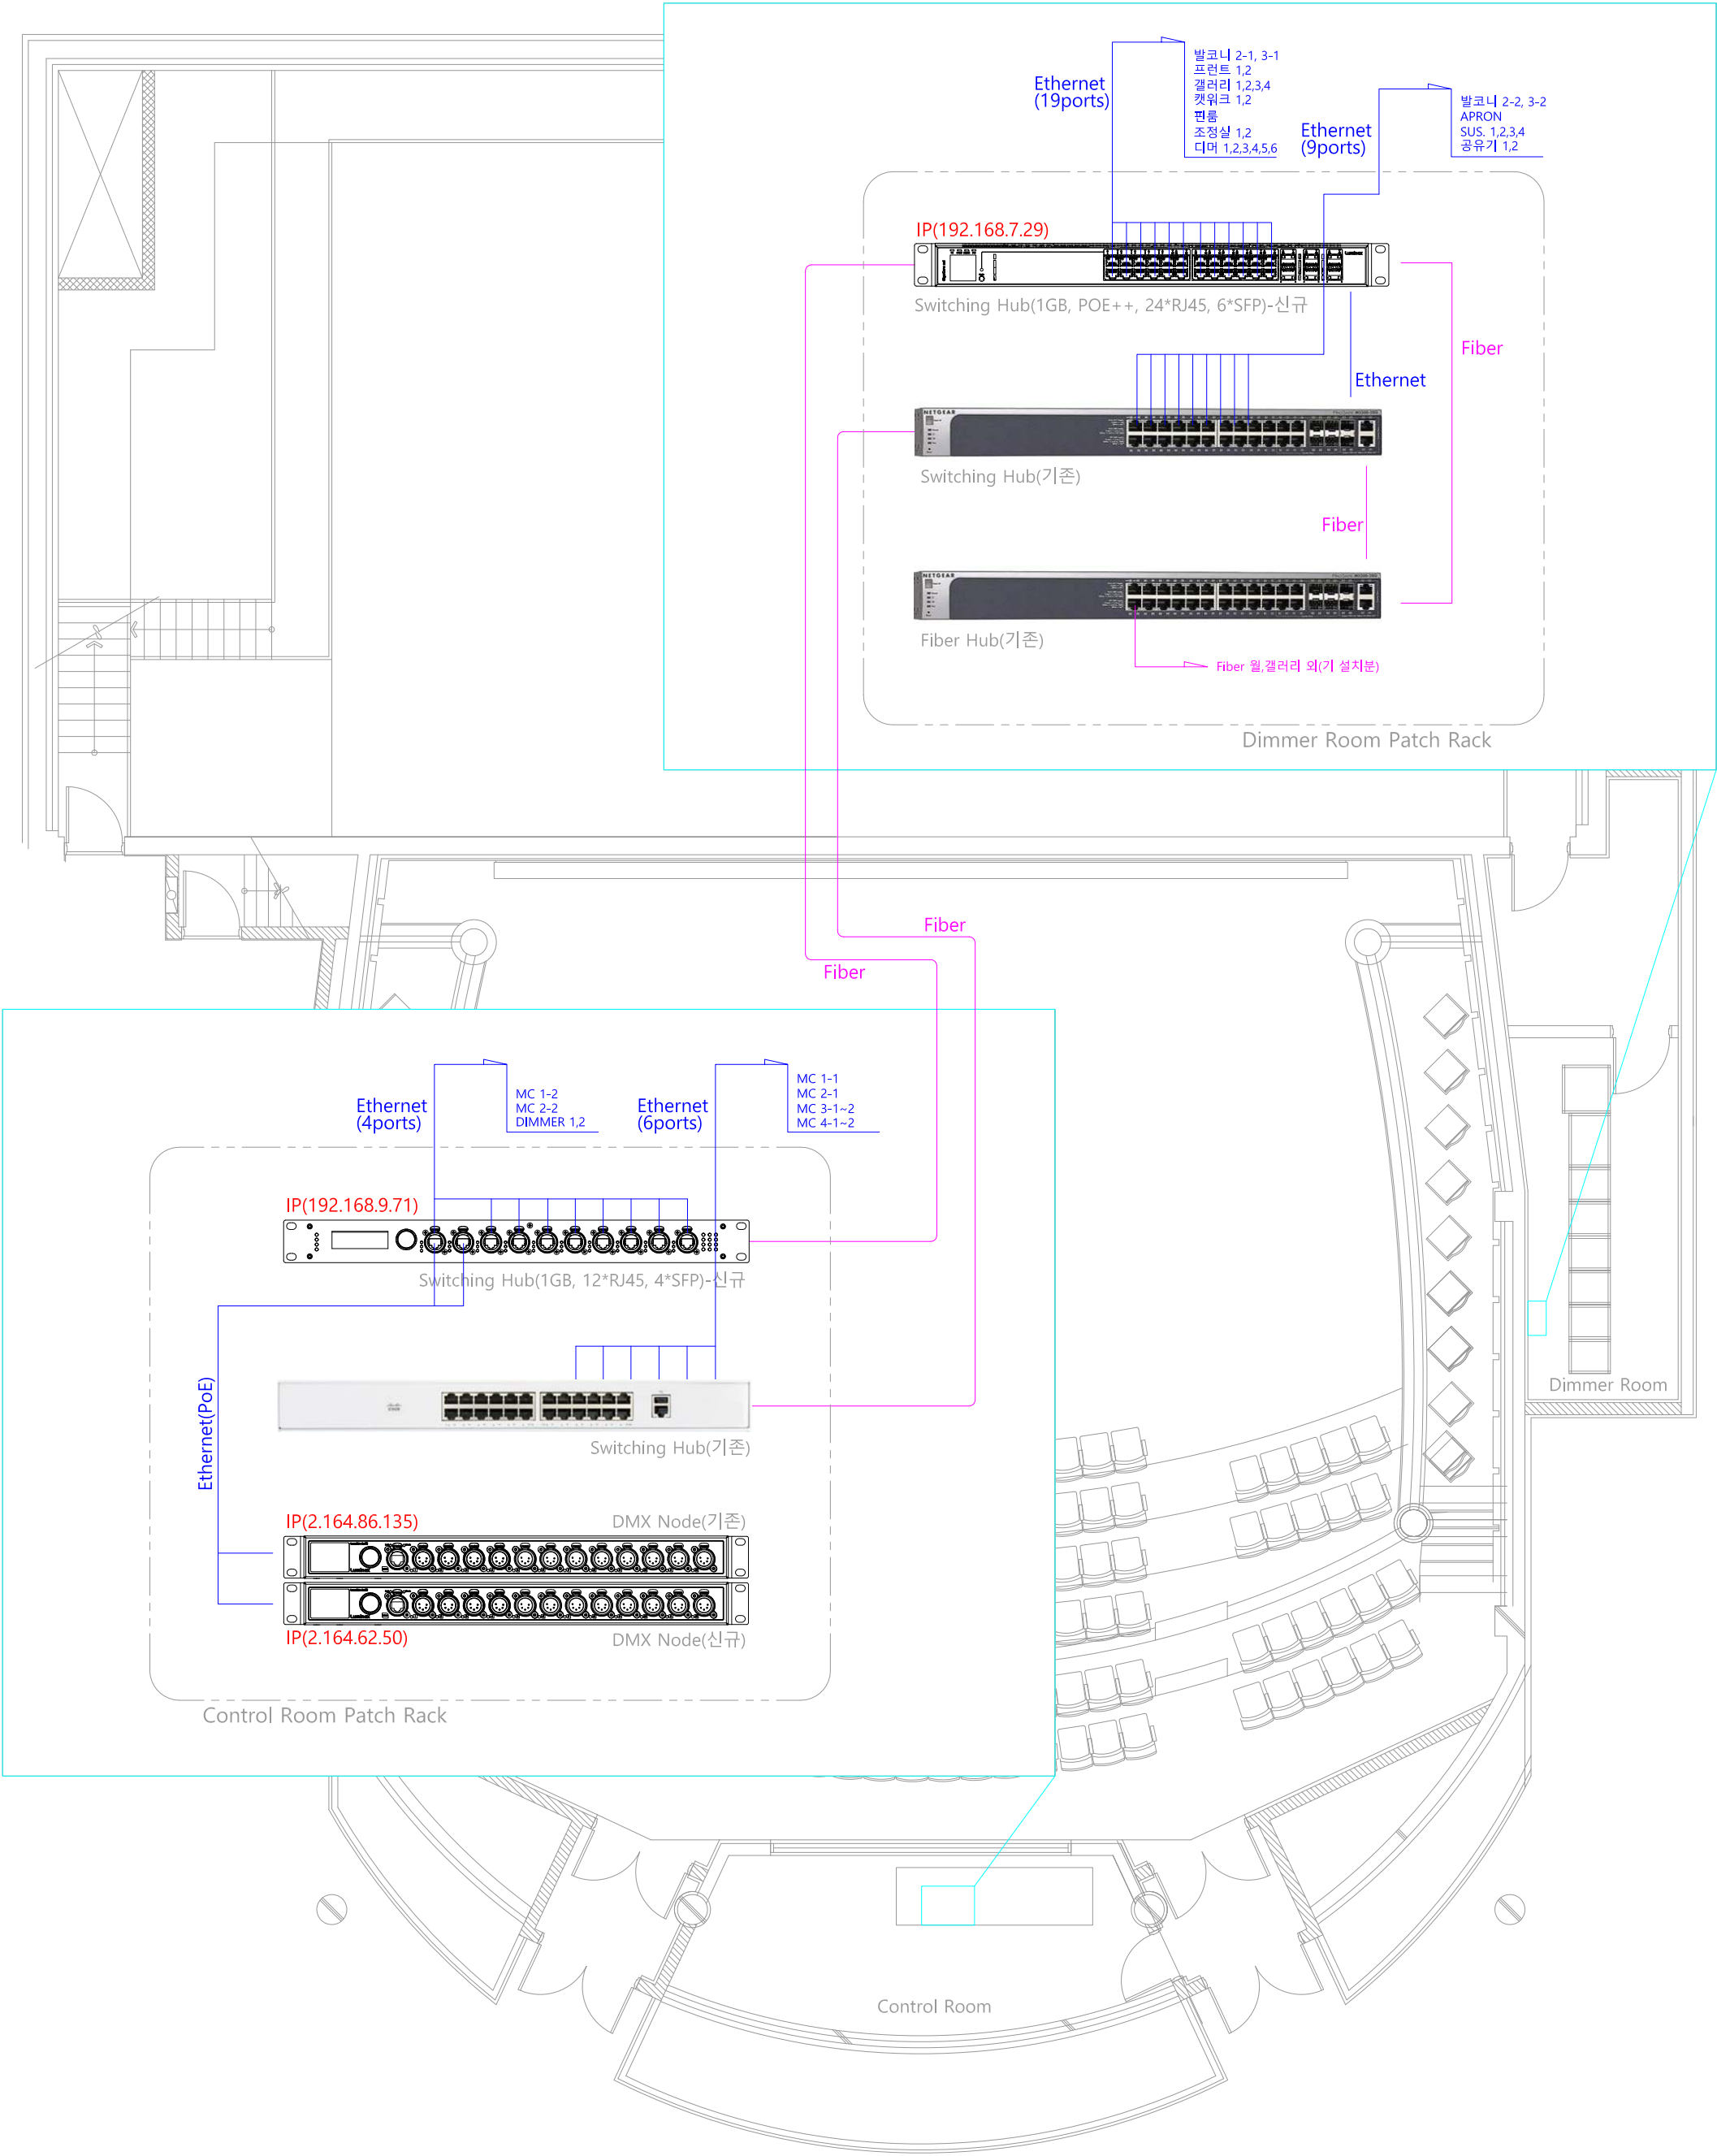 Ethernet
(19ports)
발코니 2-1, 3-1
프런트 1,2
갤러리 1,2,3,4
캣워크 1,2
핀룸
조정실 1,2
디머 1,2,3,4,5,6
Ethernet
(9ports)
발코니 2-2, 3-2
APRON
SUS. 1,2,3,4
공유기 1,2
IP(192.168.7.29)
Switching Hub(1GB, POE++, 24*RJ45, 6*SFP)-신규
Fiber
Ethernet
NETGEAR
Switching Hub(기존)
Fiber
NETGEAR
Fiber Hub(기존)
Fiber 월,갤러리 외(기 설치분)
Dimmer Room Patch Rack
Fiber
Fiber
Ethernet
(4ports)
MC 1-2
MC 2-2
DIMMER 1,2
Ethernet
(6ports)
MC 1-1
MC 2-1
MC 3-1~2
MC 4-1~2
IP(192.168.9.71)
Switching Hub(1GB, 12*RJ45, 4*SFP)-신규
Ethernet(PoE)
Switching Hub(기존)
IP(2.164.86.135)
DMX Node(기존)
IP(2.164.62.50)
DMX Node(신규)
Control Room Patch Rack
Dimmer Room
Control Room